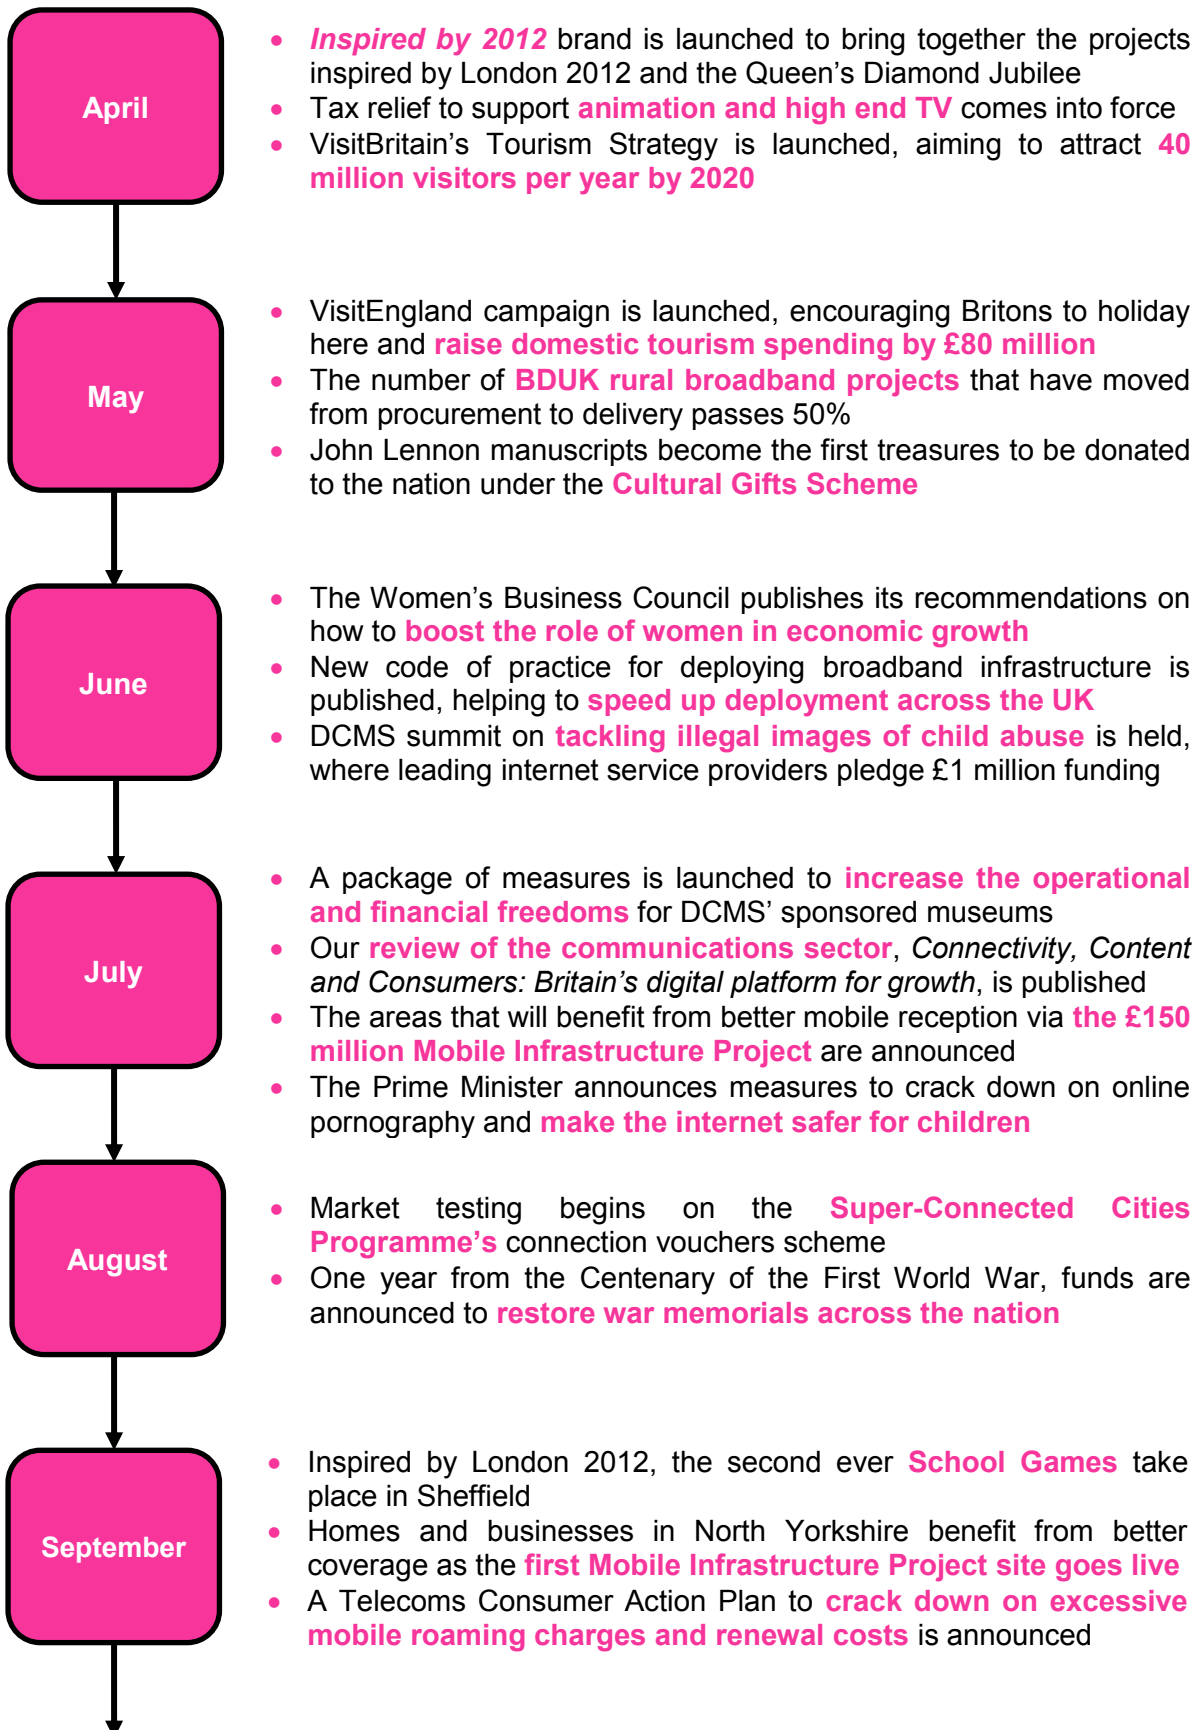 April
• Inspired by 2012 brand is launched to bring together the projects
inspired by London 2012 and the Queen’s Diamond Jubilee
• Tax relief to support animation and high end TV comes into force
• VisitBritain’s Tourism Strategy is launched, aiming to attract 40
million visitors per year by 2020
May
• VisitEngland campaign is launched, encouraging Britons to holiday
here and raise domestic tourism spending by £80 million
• The number of BDUK rural broadband projects that have moved
from procurement to delivery passes 50%
• John Lennon manuscripts become the first treasures to be donated
to the nation under the Cultural Gifts Scheme
June
• The Women’s Business Council publishes its recommendations on
how to boost the role of women in economic growth
• New code of practice for deploying broadband infrastructure is
published, helping to speed up deployment across the UK
• DCMS summit on tackling illegal images of child abuse is held,
where leading internet service providers pledge £1 million funding
July
• A package of measures is launched to increase the operational
and financial freedoms for DCMS’ sponsored museums
• Our review of the communications sector, Connectivity, Content
and Consumers: Britain’s digital platform for growth, is published
• The areas that will benefit from better mobile reception via the £150
million Mobile Infrastructure Project are announced
• The Prime Minister announces measures to crack down on online
pornography and make the internet safer for children
August
• Market testing begins on the Super-Connected Cities
Programme’s connection vouchers scheme
• One year from the Centenary of the First World War, funds are
announced to restore war memorials across the nation
September
• Inspired by London 2012, the second ever School Games take
place in Sheffield
• Homes and businesses in North Yorkshire benefit from better
coverage as the first Mobile Infrastructure Project site goes live
• A Telecoms Consumer Action Plan to crack down on excessive
mobile roaming charges and renewal costs is announced